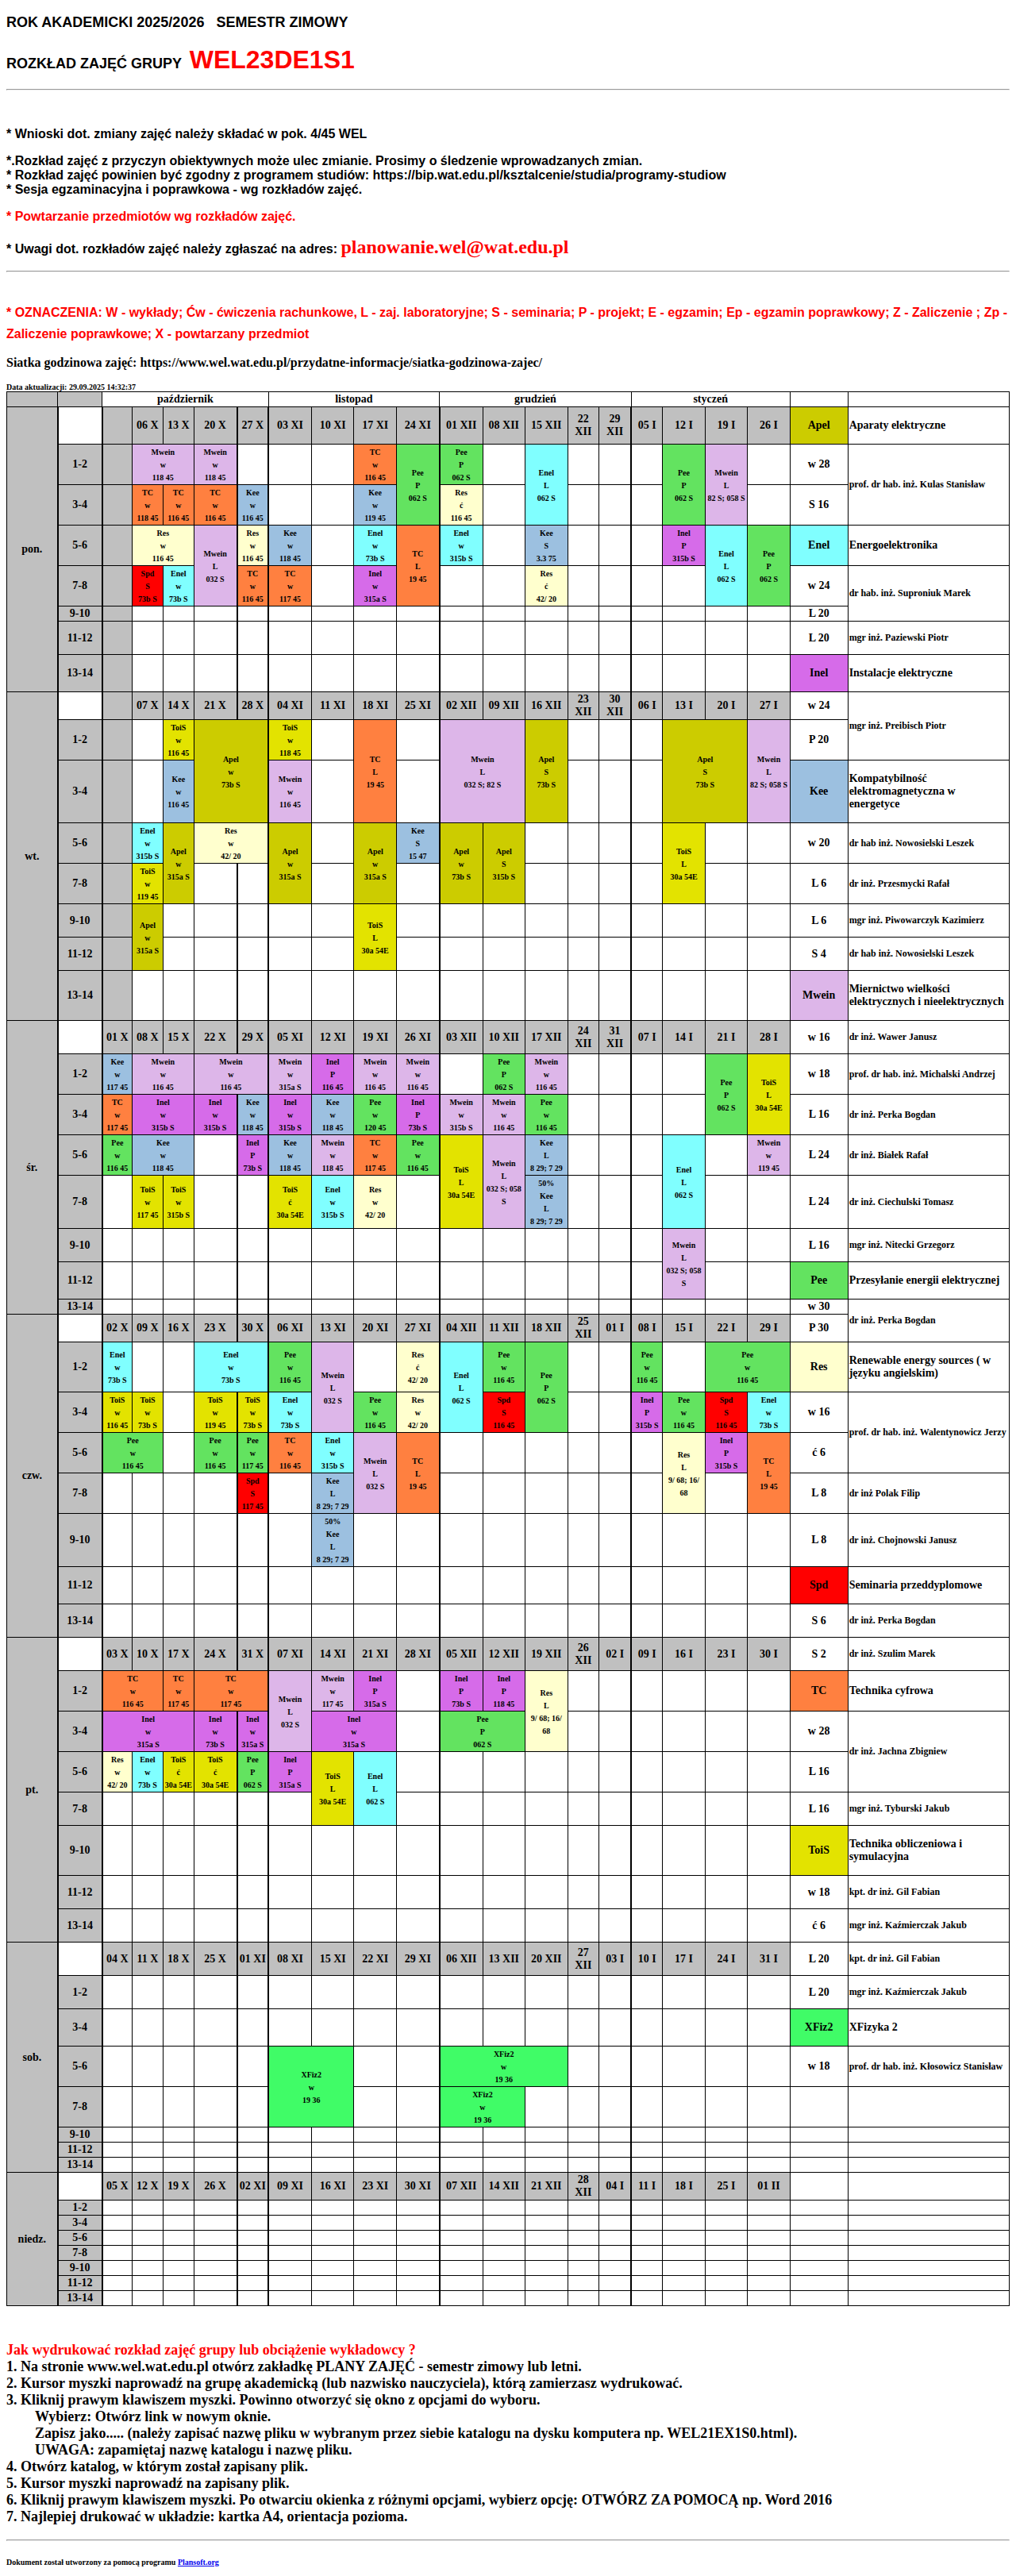 ROK AKADEMICKI 2025/2026 SEMESTR ZIMOWY
ROZKŁAD ZAJĘĆ GRUPY WEL23DE1S1
* Wnioski dot. zmiany zajęć należy składać w pok. 4/45 WEL
*.Rozkład zajęć z przyczyn obiektywnych może ulec zmianie. Prosimy o śledzenie wprowadzanych zmian.
* Rozkład zajęć powinien być zgodny z programem studiów: https://bip.wat.edu.pl/ksztalcenie/studia/programy-studiow
* Sesja egzaminacyjna i poprawkowa - wg rozkładów zajęć.
* Powtarzanie przedmiotów wg rozkładów zajęć.
* Uwagi dot. rozkładów zajęć należy zgłaszać na adres: planowanie.wel@wat.edu.pl
* OZNACZENIA: W - wykłady; Ćw - ćwiczenia rachunkowe, L - zaj. laboratoryjne; S - seminaria; P - projekt; E - egzamin; Ep - egzamin poprawkowy; Z - Zaliczenie ; Zp -
Zaliczenie poprawkowe; X - powtarzany przedmiot
Siatka godzinowa zajęć: https://www.wel.wat.edu.pl/przydatne-informacje/siatka-godzinowa-zajec/
Data aktualizacji: 29.09.2025 14:32:37
październik listopad grudzień styczeń
pon. 06 X 13 X 20 X 27 X 03 XI 10 XI 17 XI 24 XI 01 XII 08 XII 15 XII 22 XII 29 XII 05 I 12 I 19 I 26 I Apel Aparaty elektryczne
1-2 Mwein w 118 45 Mwein w 118 45 TC w 116 45 Pee P 062 S Pee P 062 S Enel L 062 S Pee P 062 S Mwein L 82 S; 058 S w 28 prof. dr hab. inż. Kulas Stanisław
3-4 TC w 118 45 TC w 116 45 TC w 116 45 Kee w 116 45 Kee w 119 45 Res ć 116 45 S 16
5-6 Res w 116 45 Mwein L 032 S Res w 116 45 Kee w 118 45 Enel w 73b S TC L 19 45 Enel w 315b S Kee S 3.3 75 Inel P 315b S Enel L 062 S Pee P 062 S Enel Energoelektronika
7-8 Spd S 73b S Enel w 73b S TC w 116 45 TC w 117 45 Inel w 315a S Res ć 42/ 20 w 24 dr hab. inż. Suproniuk Marek
9-10 L 20
11-12 L 20 mgr inż. Paziewski Piotr
13-14 Inel Instalacje elektryczne
wt. 07 X 14 X 21 X 28 X 04 XI 11 XI 18 XI 25 XI 02 XII 09 XII 16 XII 23 XII 30 XII 06 I 13 I 20 I 27 I w 24 mgr inż. Preibisch Piotr
1-2 ToiS w 116 45 Apel w 73b S ToiS w 118 45 TC L 19 45 Mwein L 032 S; 82 S Apel S 73b S Apel S 73b S Mwein L 82 S; 058 S P 20
3-4 Kee w 116 45 Mwein w 116 45 Kee Kompatybilność elektromagnetyczna w energetyce
5-6 Enel w 315b S Apel w 315a S Res w 42/ 20 Apel w 315a S Apel w 315a S Kee S 15 47 Apel w 73b S Apel S 315b S ToiS L 30a 54E w 20 dr hab inż. Nowosielski Leszek
7-8 ToiS w 119 45 L 6 dr inż. Przesmycki Rafał
9-10 Apel w 315a S ToiS L 30a 54E L 6 mgr inż. Piwowarczyk Kazimierz
11-12 S 4 dr hab inż. Nowosielski Leszek
13-14 Mwein Miernictwo wielkości elektrycznych i nieelektrycznych
śr. 01 X 08 X 15 X 22 X 29 X 05 XI 12 XI 19 XI 26 XI 03 XII 10 XII 17 XII 24 XII 31 XII 07 I 14 I 21 I 28 I w 16 dr inż. Wawer Janusz
1-2 Kee w 117 45 Mwein w 116 45 Mwein w 116 45 Mwein w 315a S Inel P 116 45 Mwein w 116 45 Mwein w 116 45 Pee P 062 S Mwein w 116 45 Pee P 062 S ToiS L 30a 54E w 18 prof. dr hab. inż. Michalski Andrzej
3-4 TC w 117 45 Inel w 315b S Inel w 315b S Kee w 118 45 Inel w 315b S Kee w 118 45 Pee w 120 45 Inel P 73b S Mwein w 315b S Mwein w 116 45 Pee w 116 45 L 16 dr inż. Perka Bogdan
5-6 Pee w 116 45 Kee w 118 45 Inel P 73b S Kee w 118 45 Mwein w 118 45 TC w 117 45 Pee w 116 45 ToiS L 30a 54E Mwein L 032 S; 058 S Kee L 8 29; 7 29 Enel L 062 S Mwein w 119 45 L 24 dr inż. Białek Rafał
7-8 ToiS w 117 45 ToiS w 315b S ToiS ć 30a 54E Enel w 315b S Res w 42/ 20 50% Kee L 8 29; 7 29 L 24 dr inż. Ciechulski Tomasz
9-10 Mwein L 032 S; 058 S L 16 mgr inż. Nitecki Grzegorz
11-12 Pee Przesyłanie energii elektrycznej
13-14 w 30 dr inż. Perka Bogdan
czw. 02 X 09 X 16 X 23 X 30 X 06 XI 13 XI 20 XI 27 XI 04 XII 11 XII 18 XII 25 XII 01 I 08 I 15 I 22 I 29 I P 30
1-2 Enel w 73b S Enel w 73b S Pee w 116 45 Mwein L 032 S Res ć 42/ 20 Enel L 062 S Pee w 116 45 Pee P 062 S Pee w 116 45 Pee w 116 45 Res Renewable energy sources ( w języku angielskim)
3-4 ToiS w 116 45 ToiS w 73b S ToiS w 119 45 ToiS w 73b S Enel w 73b S Pee w 116 45 Res w 42/ 20 Spd S 116 45 Inel P 315b S Pee w 116 45 Spd S 116 45 Enel w 73b S w 16 prof. dr hab. inż. Walentynowicz Jerzy
5-6 Pee w 116 45 Pee w 116 45 Pee w 117 45 TC w 116 45 Enel w 315b S Mwein L 032 S TC L 19 45 Res L 9/ 68; 16/ 68 Inel P 315b S TC L 19 45 ć 6
7-8 Spd S 117 45 Kee L 8 29; 7 29 L 8 dr inż Polak Filip
9-10 50% Kee L 8 29; 7 29 L 8 dr inż. Chojnowski Janusz
11-12 Spd Seminaria przeddyplomowe
13-14 S 6 dr inż. Perka Bogdan
pt. 03 X 10 X 17 X 24 X 31 X 07 XI 14 XI 21 XI 28 XI 05 XII 12 XII 19 XII 26 XII 02 I 09 I 16 I 23 I 30 I S 2 dr inż. Szulim Marek
1-2 TC w 116 45 TC w 117 45 TC w 117 45 Mwein L 032 S Mwein w 117 45 Inel P 315a S Inel P 73b S Inel P 118 45 Res L 9/ 68; 16/ 68 TC Technika cyfrowa
3-4 Inel w 315a S Inel w 73b S Inel w 315a S Inel w 315a S Pee P 062 S w 28 dr inż. Jachna Zbigniew
5-6 Res w 42/ 20 Enel w 73b S ToiS ć 30a 54E ToiS ć 30a 54E Pee P 062 S Inel P 315a S ToiS L 30a 54E Enel L 062 S L 16
7-8 L 16 mgr inż. Tyburski Jakub
9-10 ToiS Technika obliczeniowa i symulacyjna
11-12 w 18 kpt. dr inż. Gil Fabian
13-14 ć 6 mgr inż. Kaźmierczak Jakub
sob. 04 X 11 X 18 X 25 X 01 XI 08 XI 15 XI 22 XI 29 XI 06 XII 13 XII 20 XII 27 XII 03 I 10 I 17 I 24 I 31 I L 20 kpt. dr inż. Gil Fabian
1-2 L 20 mgr inż. Kaźmierczak Jakub
3-4 XFiz2 XFizyka 2
5-6 XFiz2 w 19 36 XFiz2 w 19 36 w 18 prof. dr hab. inż. Kłosowicz Stanisław
7-8 XFiz2 w 19 36
9-10
11-12
13-14
niedz. 05 X 12 X 19 X 26 X 02 XI 09 XI 16 XI 23 XI 30 XI 07 XII 14 XII 21 XII 28 XII 04 I 11 I 18 I 25 I 01 II
1-2
3-4
5-6
7-8
9-10
11-12
13-14
Jak wydrukować rozkład zajęć grupy lub obciążenie wykładowcy ?
1. Na stronie www.wel.wat.edu.pl otwórz zakładkę PLANY ZAJĘĆ - semestr zimowy lub letni.
2. Kursor myszki naprowadź na grupę akademicką (lub nazwisko nauczyciela), którą zamierzasz wydrukować.
3. Kliknij prawym klawiszem myszki. Powinno otworzyć się okno z opcjami do wyboru.
Wybierz: Otwórz link w nowym oknie.
Zapisz jako..... (należy zapisać nazwę pliku w wybranym przez siebie katalogu na dysku komputera np. WEL21EX1S0.html).
UWAGA: zapamiętaj nazwę katalogu i nazwę pliku.
4. Otwórz katalog, w którym został zapisany plik.
5. Kursor myszki naprowadź na zapisany plik.
6. Kliknij prawym klawiszem myszki. Po otwarciu okienka z różnymi opcjami, wybierz opcję: OTWÓRZ ZA POMOCĄ np. Word 2016
7. Najlepiej drukować w układzie: kartka A4, orientacja pozioma.
Dokument został utworzony za pomocą programu Plansoft.org